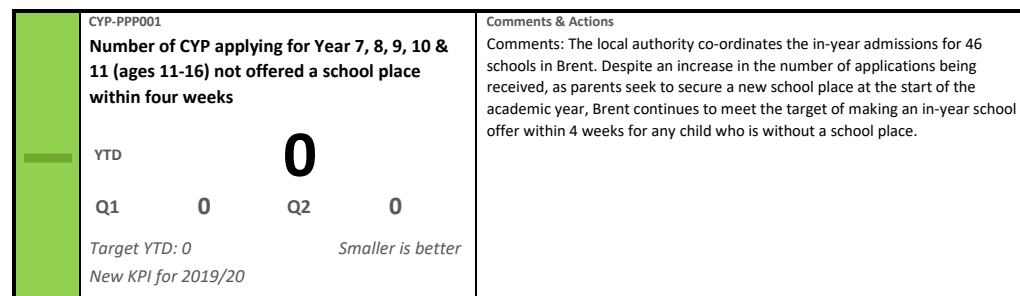 CYP-PPP001
Number of CYP applying for Year 7, 8, 9, 10 &
11 (ages 11-16) not offered a school place
within four weeks
YTD 0
Q1 0 Q2 0
Target YTD: 0 Smaller is better
New KPI for 2019/20
Comments & Actions
Comments: The local authority co-ordinates the in-year admissions for 46
schools in Brent. Despite an increase in the number of applications being
received, as parents seek to secure a new school place at the start of the
academic year, Brent continues to meet the target of making an in-year school
offer within 4 weeks for any child who is without a school place.